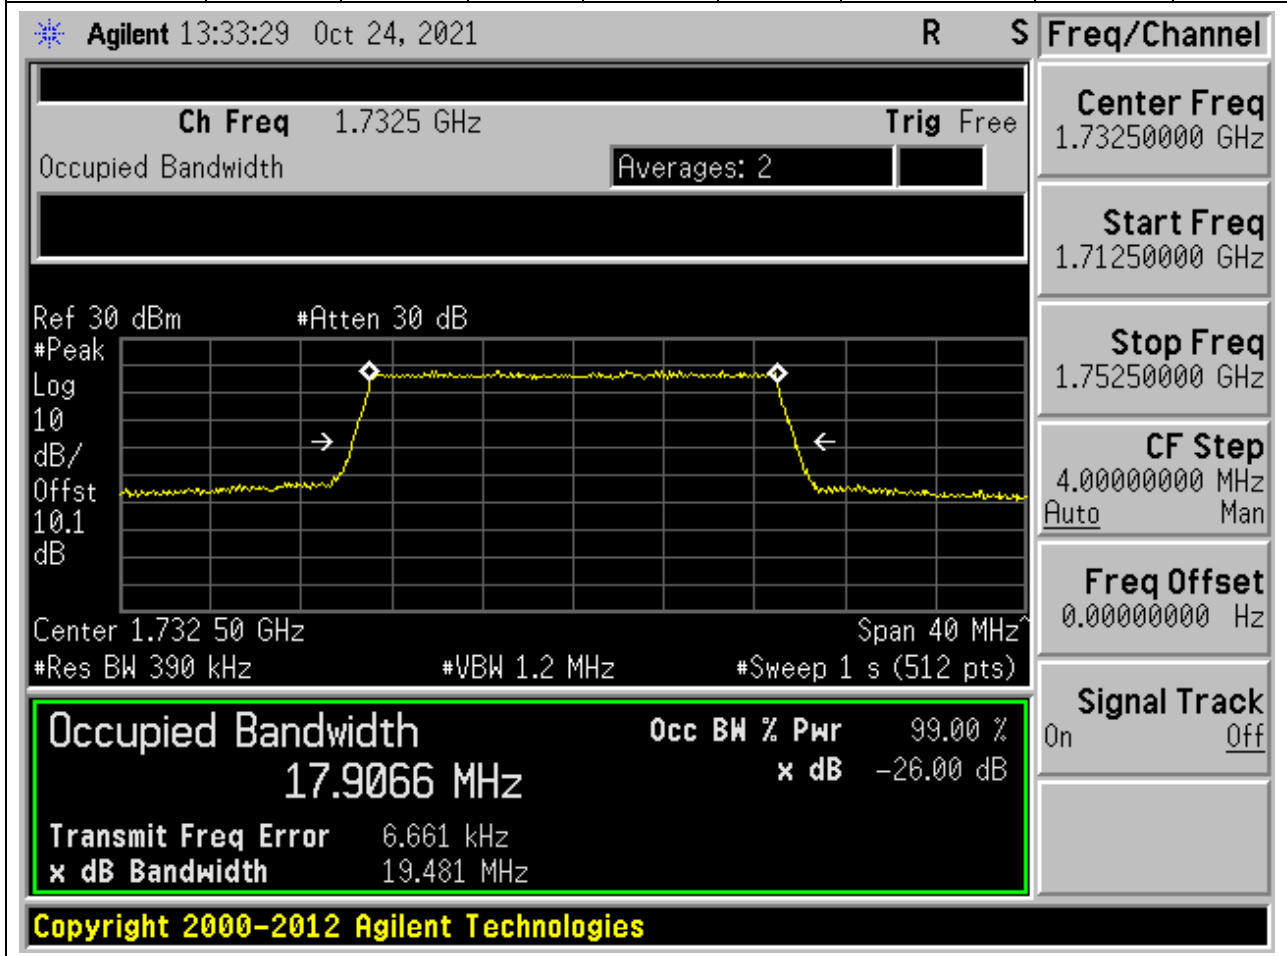 Agilent 13:33:29 Oct 24, 2021 R S Freq/Channel
Ch Freq 1.7325 GHz Trig Free
Occupied Bandwidth Averages: 2
Center Freq
1.73250000 GHz
Start Freq
1.71250000 GHz
Stop Freq
1.75250000 GHz
CF Step
4.00000000 MHz
Auto Man
Freq Offset
0.00000000 Hz
Signal Track
On Off
Ref 30 dBm #Atten 30 dB
#Peak
Log
10
dB/
Offst
10.1
dB
Center 1.732 50 GHz Span 40 MHz^
#Res BW 390 kHz #VBW 1.2 MHz #Sweep 1 s (512 pts)
Occupied Bandwidth Occ BW % Pwr 99.00 %
17.9066 MHz x dB -26.00 dB
Transmit Freq Error 6.661 kHz
x dB Bandwidth 19.481 MHz
Copyright 2000-2012 Agilent Technologies